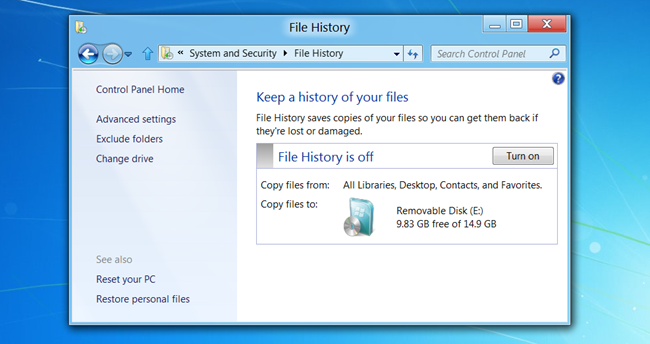 File History
« System and Security ▸ File History
Search Control Panel
Control Panel Home
Advanced settings
Exclude folders
Change drive
See also
Reset your PC
Restore personal files
Keep a history of your files
File History saves copies of your files so you can get them back if
they're lost or damaged.
File History is off
Turn on
Copy files from: All Libraries, Desktop, Contacts, and Favorites.
Copy files to: Removable Disk (E:)
9.83 GB free of 14.9 GB